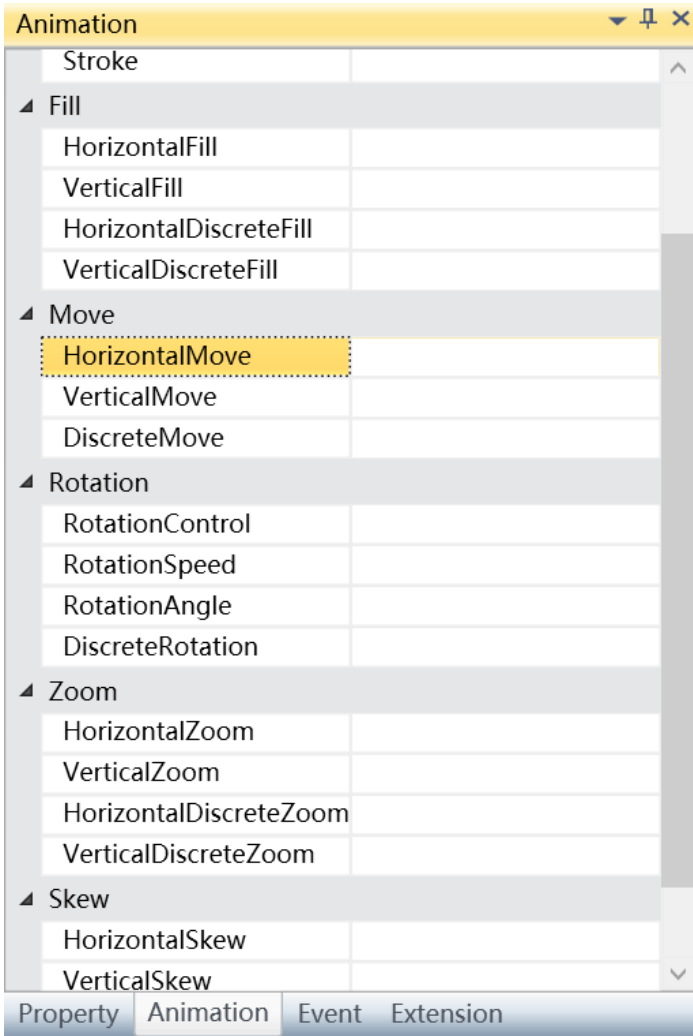 Animation
Stroke
Fill
HorizontalFill
VerticalFill
HorizontalDiscreteFill
VerticalDiscreteFill
Move
HorizontalMove
VerticalMove
DiscreteMove
Rotation
RotationControl
RotationSpeed
RotationAngle
DiscreteRotation
Zoom
HorizontalZoom
VerticalZoom
HorizontalDiscreteZoom
VerticalDiscreteZoom
Skew
HorizontalSkew
VerticalSkew
Property Animation Event Extension